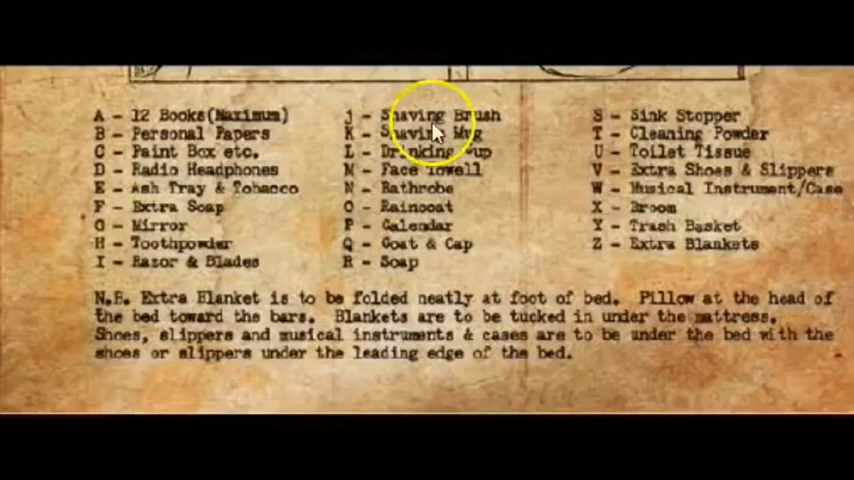 A - 12 Books(Maximum)
B - Personal Papers
C - Paint Box etc.
D - Radio Headphones
E - Ash Tray & Tobacco
F - Extra Soap
G - Mirror
H - Toothpowder
I - Razor & Blades
J - Shaving Brush
K - Shaving Mug
L - Drinking Cup
M - Face Towell
N - Bathrobe
O - Raincoat
P - Calendar
Q - Coat & Cap
R - Soap
S - Sink Stopper
T - Cleaning Powder
U - Toilet Tissue
V - Extra Shoes & Slippers
W - Musical Instrument/Case
X - Broom
Y - Trash Basket
Z - Extra Blankets
N.B. Extra Blanket is to be folded neatly at foot of bed. Pillow at the head of
the bed toward the bars. Blankets are to be tucked in under the mattress.
Shoes, slippers and musical instruments & cases are to be under the bed with the
shoes or slippers under the leading edge of the bed.